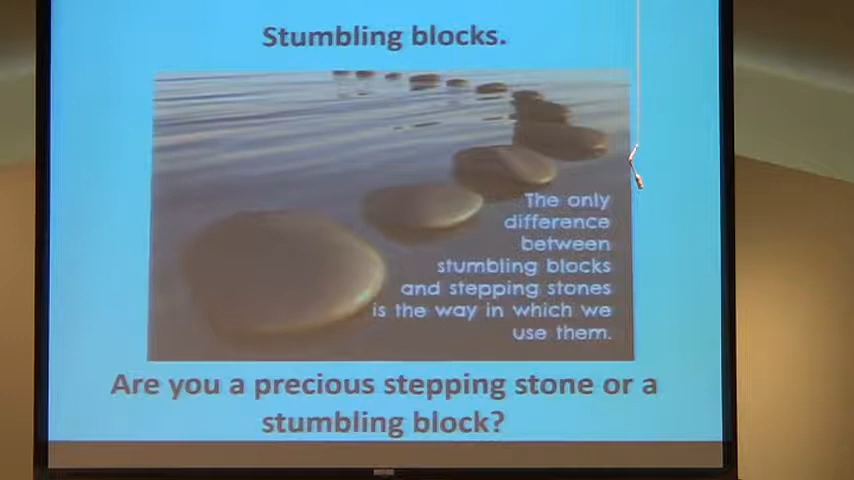 Stumbling blocks.
The only
difference
between
stumbling blocks
and stepping stones
is the way in which we
use them.
Are you a precious stepping stone or a
stumbling block?